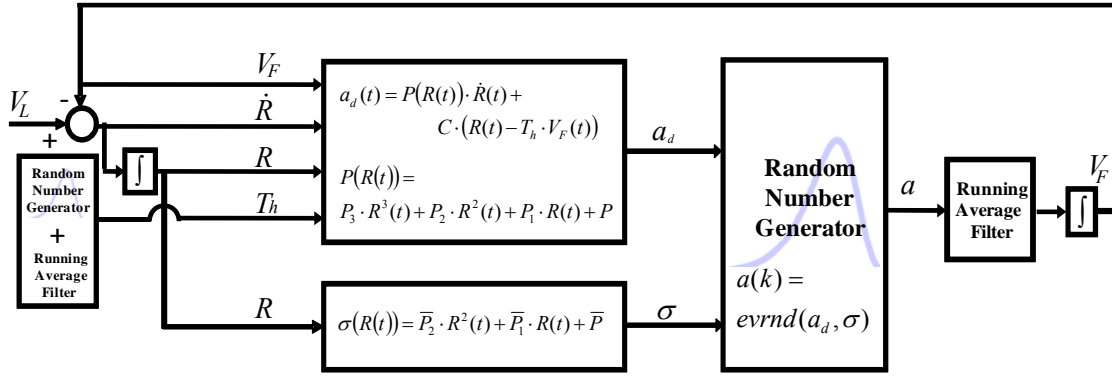 V_L
-
+
V_F
Ṙ
R
T_h
R
∫
Random
Number
Generator
+
Running
Average
Filter
a_d(t) = P(R(t))·Ṙ(t)+
C·(R(t)−T_h·V_F(t))
P(R(t))=
P_3·R^3(t)+P_2·R^2(t)+P_1·R(t)+P
σ(R(t))= P̅_2·R^2(t)+P̅_1·R(t)+P̅
a_d
σ
Random
Number
Generator
a(k) =
evrnd(a_d,σ)
a
Running
Average
Filter
∫
V_F